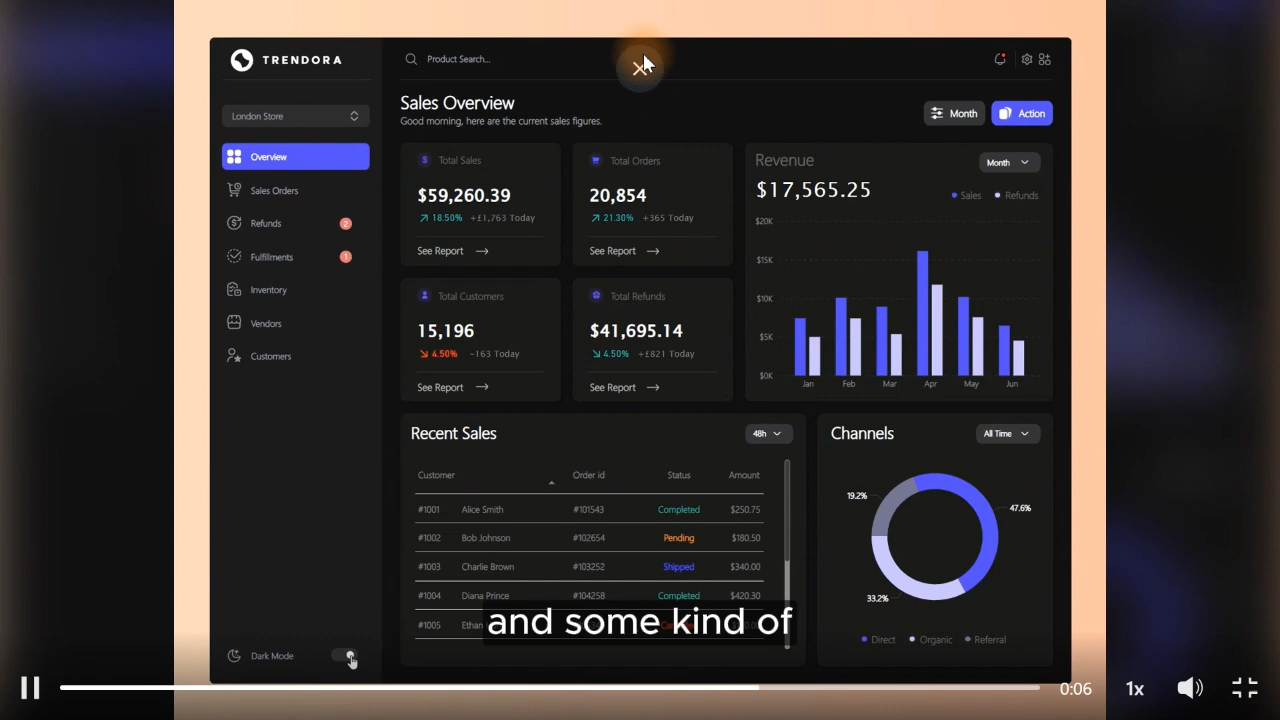 TRENDORA
Product Search...
London Store
Overview
Sales Orders
Refunds 2
Fulfillments 1
Inventory
Vendors
Customers
Dark Mode
Sales Overview
Good morning, here are the current sales figures.
Month
Action
Total Sales
$59,260.39
18.50% +£1,763 Today
See Report
Total Orders
20,854
21.30% +365 Today
See Report
Total Customers
15,196
4.50% -163 Today
See Report
Total Refunds
$41,695.14
4.50% +£821 Today
See Report
Revenue
Month
$17,565.25
Sales Refunds
$20K
$15K
$10K
$5K
$0K
Jan Feb Mar Apr May Jun
Recent Sales
48h
Customer Order id Status Amount
#1001 Alice Smith #101543 Completed $250.75
#1002 Bob Johnson #102654 Pending $180.50
#1003 Charlie Brown #103252 Shipped $340.00
#1004 Diana Prince #104258 Completed $420.30
#1005 Ethan
Channels
All Time
19.2%
47.6%
33.2%
Direct Organic Referral
and some kind of
0:06
1x